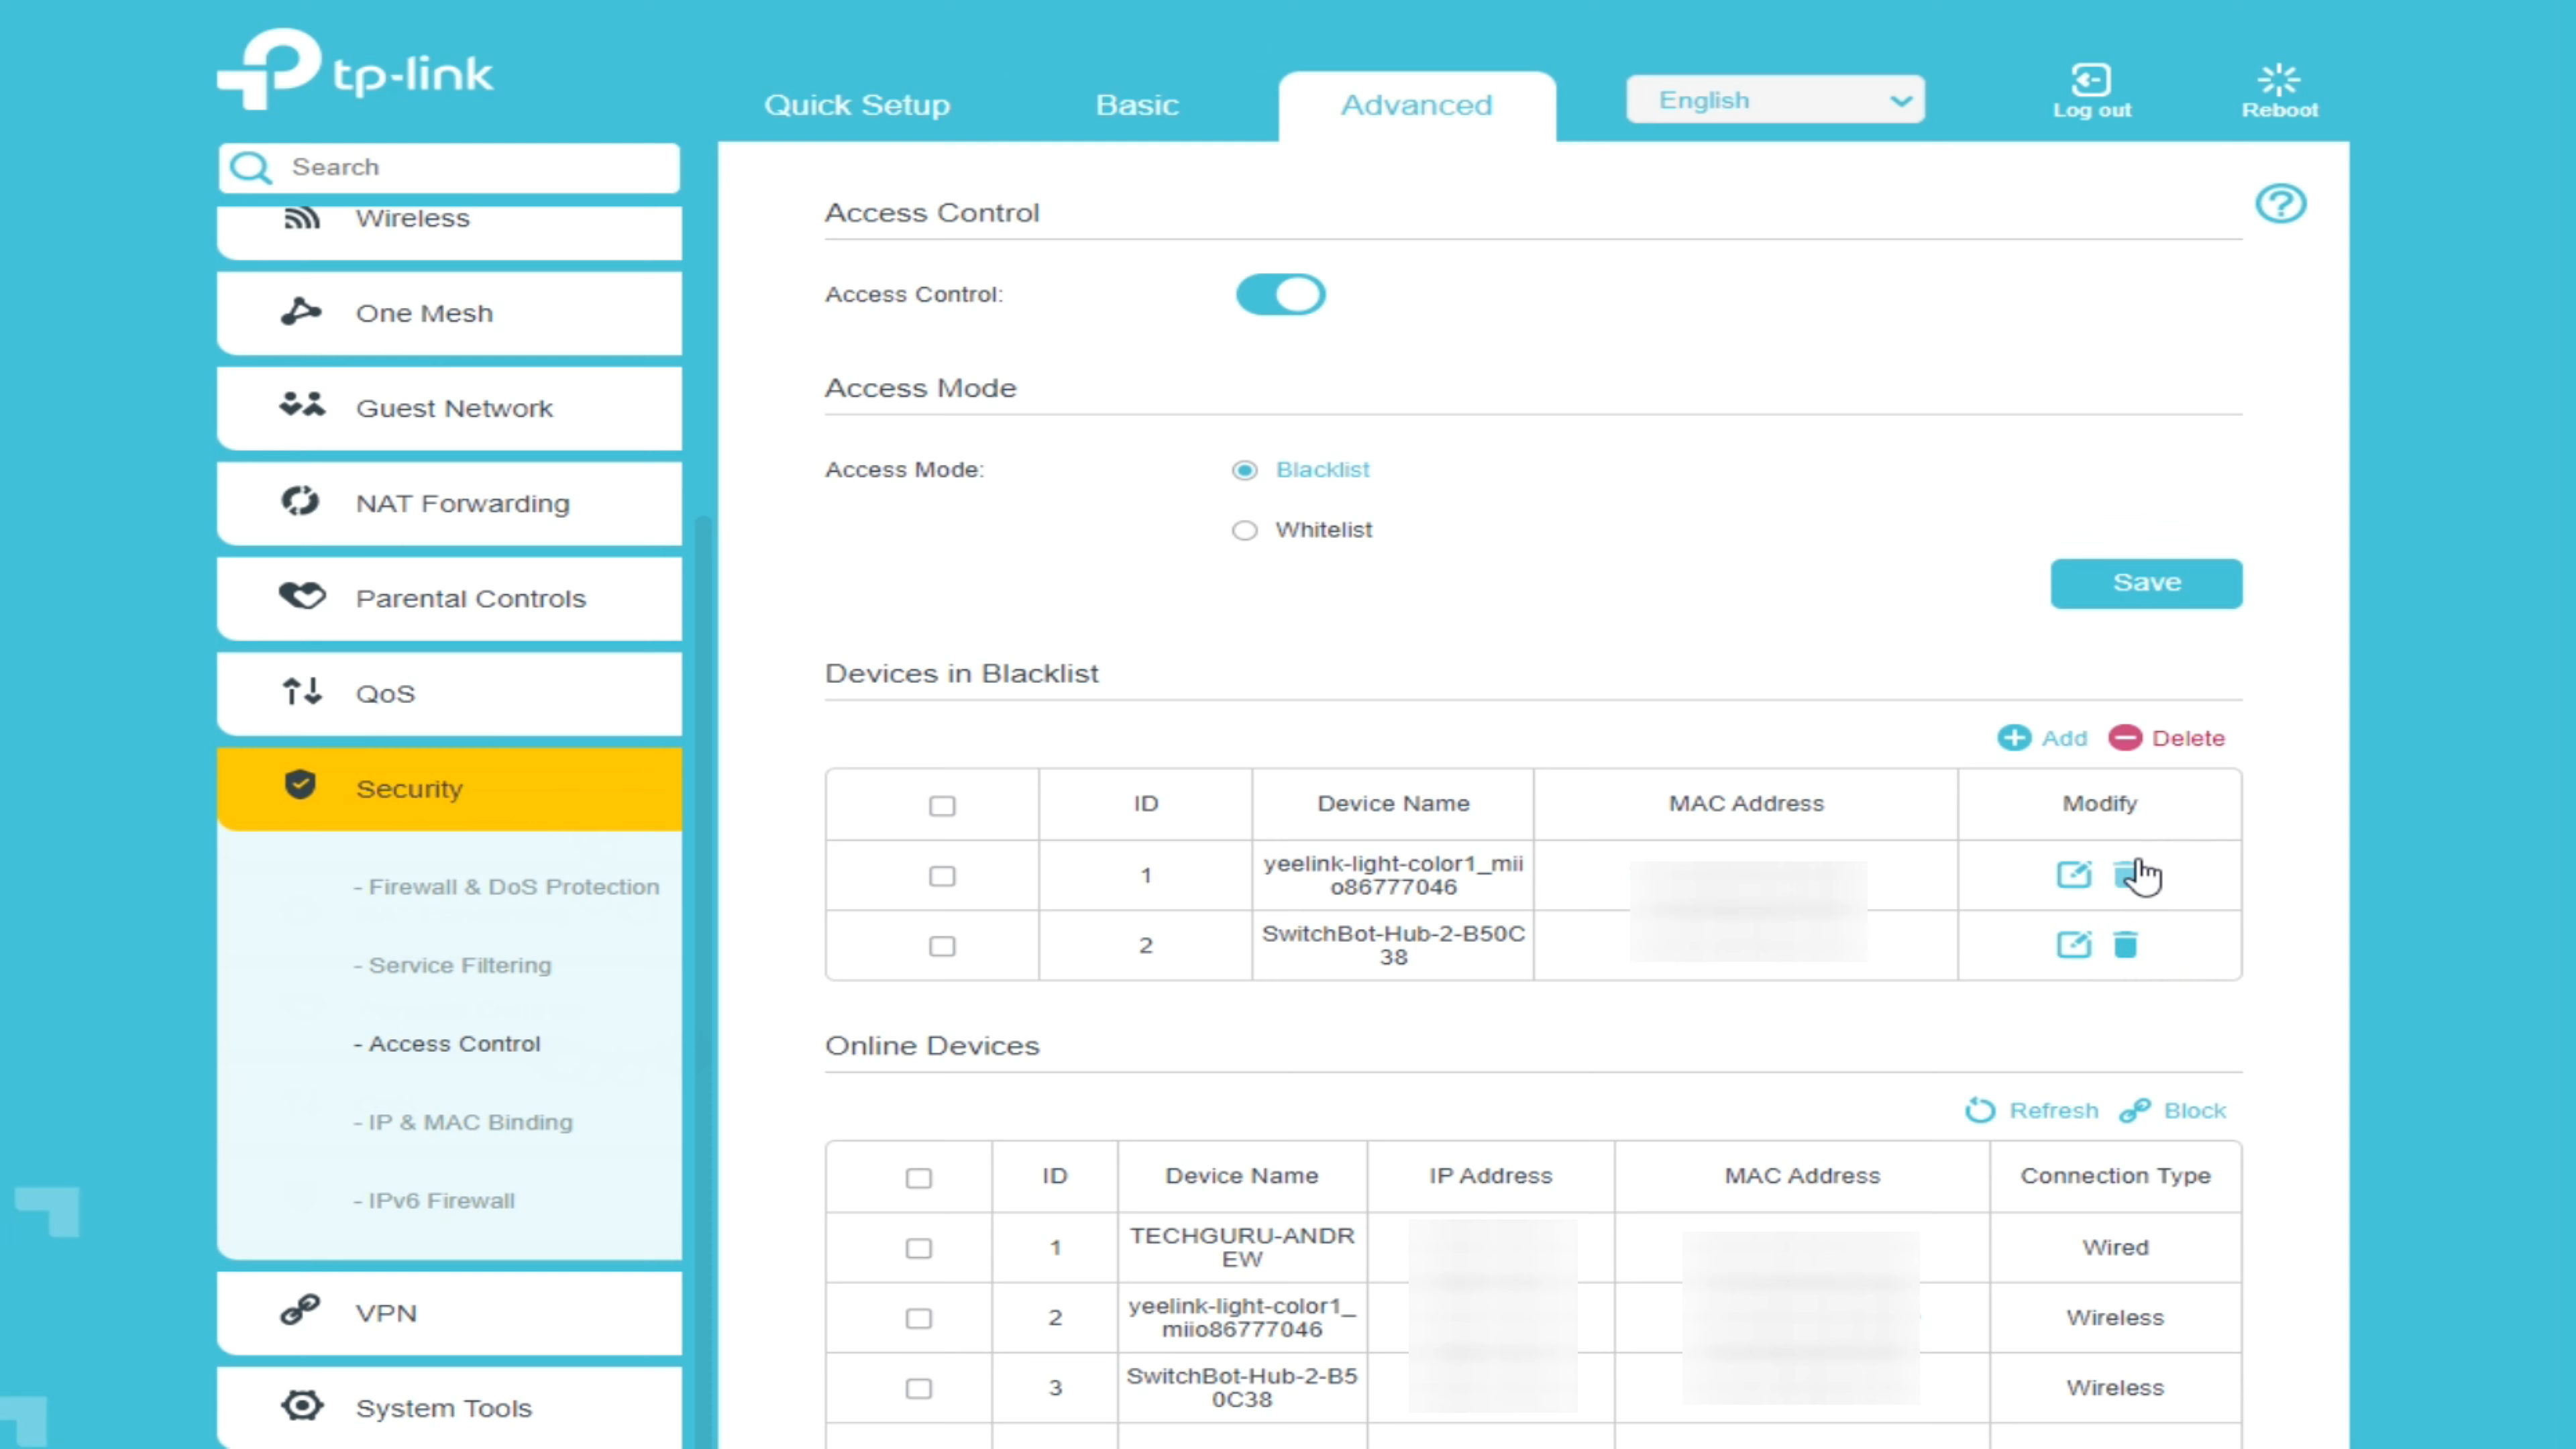 tp-link
Quick Setup
Basic
Advanced
English
Log out
Reboot
Search
Wireless
One Mesh
Guest Network
NAT Forwarding
Parental Controls
QoS
Security
- Firewall & DoS Protection
- Service Filtering
- Access Control
- IP & MAC Binding
- IPv6 Firewall
VPN
System Tools
Access Control
?
Access Control:
Access Mode
Access Mode:
Blacklist
Whitelist
Save
Devices in Blacklist
Add
Delete
ID
Device Name
MAC Address
Modify
1
yeelink-light-color1_mii
o86777046
2
SwitchBot-Hub-2-B50C
38
Online Devices
Refresh
Block
ID
Device Name
IP Address
MAC Address
Connection Type
1
TECHGURU-ANDR
EW
Wired
2
yeelink-light-color1_
miio86777046
Wireless
3
SwitchBot-Hub-2-B5
0C38
Wireless